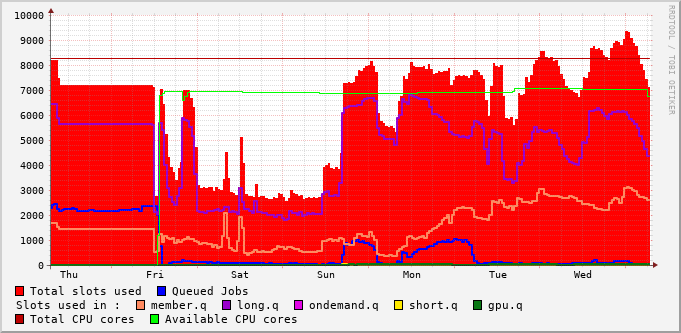 10000
9000
8000
7000
6000
5000
4000
3000
2000
1000
0
Thu Fri Sat Sun Mon Tue Wed
RRDTOOL / TOBI OETIKER
Total slots used Queued Jobs
Slots used in : member.q long.q ondemand.q short.q gpu.q
Total CPU cores Available CPU cores